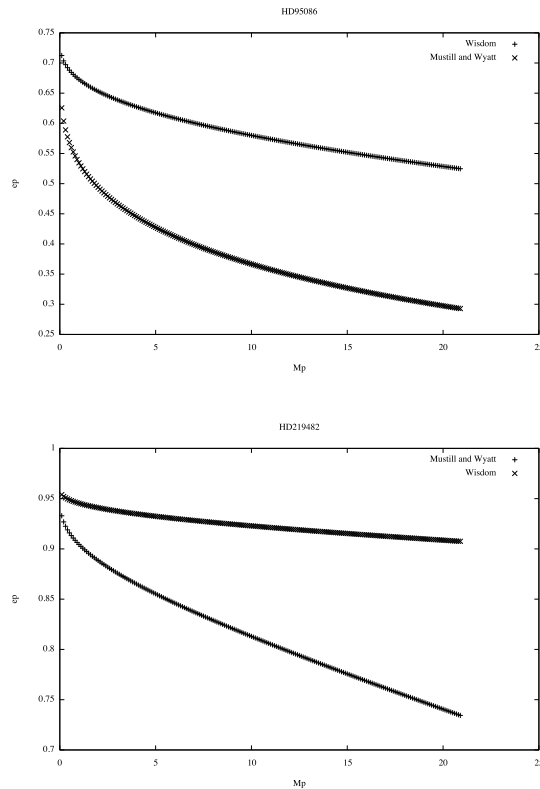 HD95086
0.75
0.7
0.65
0.6
0.55
0.5
0.45
0.4
0.35
0.3
0.25
ep
Wisdom +
Mustill and Wyatt ×
0 5 10 15 20 2
Mp
HD219482
1
0.95
0.9
0.85
0.8
0.75
0.7
ep
Mustill and Wyatt +
Wisdom ×
0 5 10 15 20 2
Mp